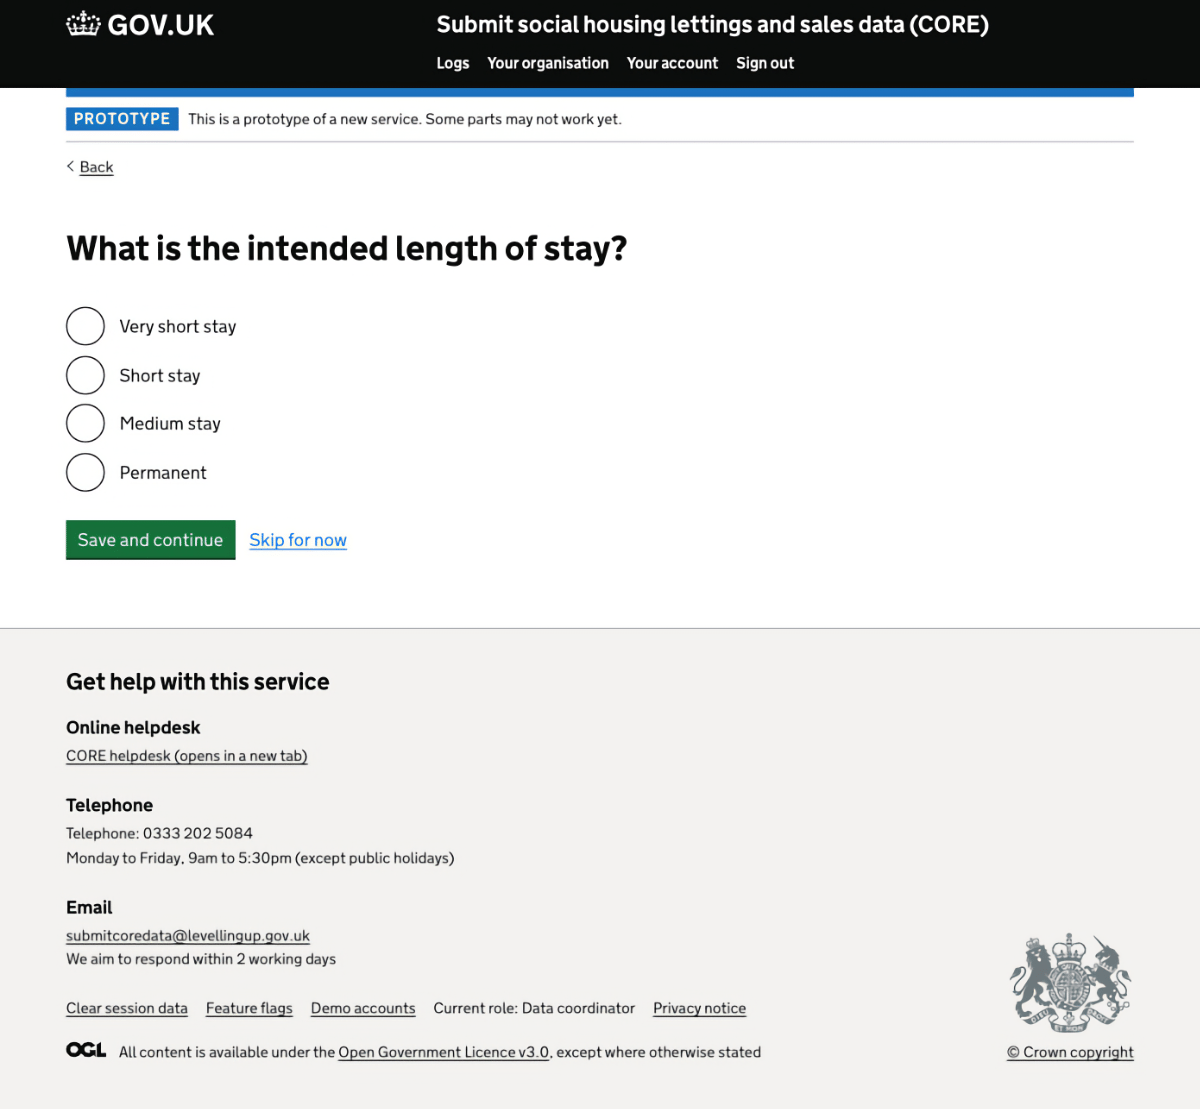 GOV.UK
Submit social housing lettings and sales data (CORE)
Logs Your organisation Your account Sign out
PROTOTYPE This is a prototype of a new service. Some parts may not work yet.
Back
What is the intended length of stay?
Very short stay
Short stay
Medium stay
Permanent
Save and continue Skip for now
Get help with this service
Online helpdesk
CORE helpdesk (opens in a new tab)
Telephone
Telephone: 0333 202 5084
Monday to Friday, 9am to 5:30pm (except public holidays)
Email
submitcoredata@levellingup.gov.uk
We aim to respond within 2 working days
Clear session data Feature flags Demo accounts Current role: Data coordinator Privacy notice
OGL All content is available under the Open Government Licence v3.0, except where otherwise stated
© Crown copyright